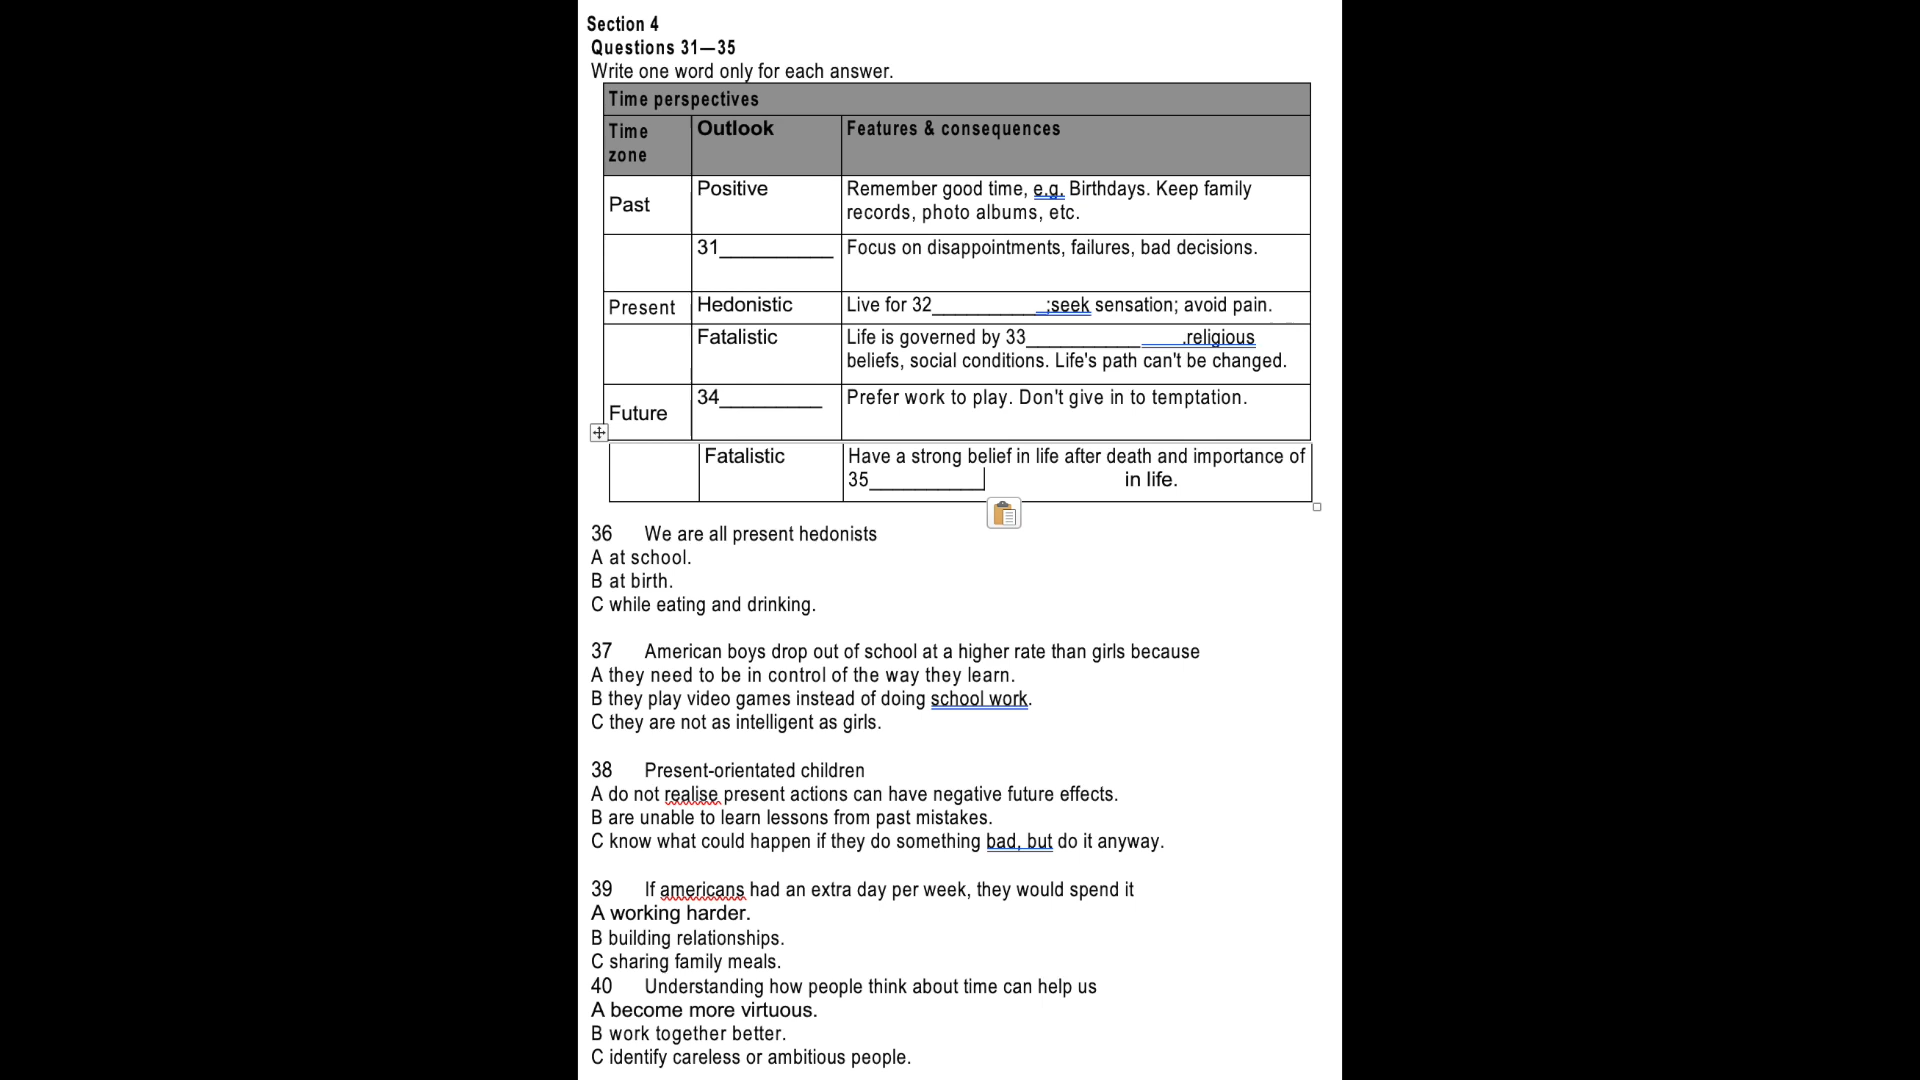 Section 4
Questions 31—35
Write one word only for each answer.
Time perspectives
Time zone
Outlook
Features & consequences
Past
Positive
Remember good time, e.g. Birthdays. Keep family
records, photo albums, etc.
31__________
Focus on disappointments, failures, bad decisions.
Present
Hedonistic
Live for 32__________;seek sensation; avoid pain.
Fatalistic
Life is governed by 33__________.religious
beliefs, social conditions. Life's path can't be changed.
Future
34_________
Prefer work to play. Don't give in to temptation.
Fatalistic
Have a strong belief in life after death and importance of
35__________ in life.
36 We are all present hedonists
A at school.
B at birth.
C while eating and drinking.
37 American boys drop out of school at a higher rate than girls because
A they need to be in control of the way they learn.
B they play video games instead of doing school work.
C they are not as intelligent as girls.
38 Present-orientated children
A do not realise present actions can have negative future effects.
B are unable to learn lessons from past mistakes.
C know what could happen if they do something bad, but do it anyway.
39 If americans had an extra day per week, they would spend it
A working harder.
B building relationships.
C sharing family meals.
40 Understanding how people think about time can help us
A become more virtuous.
B work together better.
C identify careless or ambitious people.